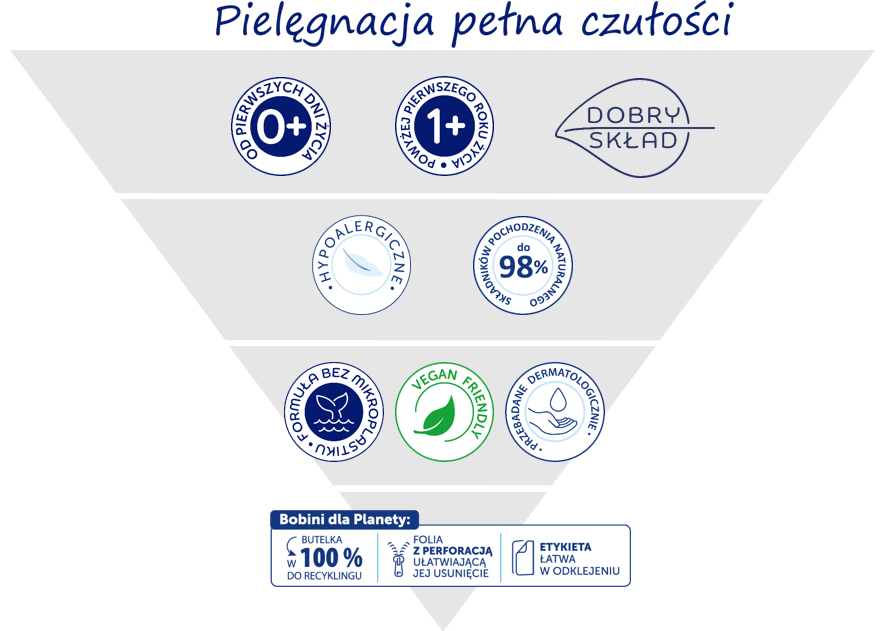 Pielęgnacja pełna czułości
OD PIERWSZYCH DNI ŻYCIA
0+
POWYŻEJ PIERWSZEGO ROKU ŻYCIA •
1+
DOBRY
SKŁAD
• HYPOALERGICZNE •
SKŁADNIKÓW POCHODZENIA NATURALNEGO
do
98%
• FORMUŁA BEZ MIKROPLASTIKU
VEGAN FRIENDLY
• PRZEBADANE DERMATOLOGICZNIE •
Bobini dla Planety:
BUTELKA
W 100 %
DO RECYKLINGU
FOLIA
Z PERFORACJĄ
UŁATWIAJĄCĄ
JEJ USUNIĘCIE
ETYKIETA
ŁATWA
W ODKLEJENIU